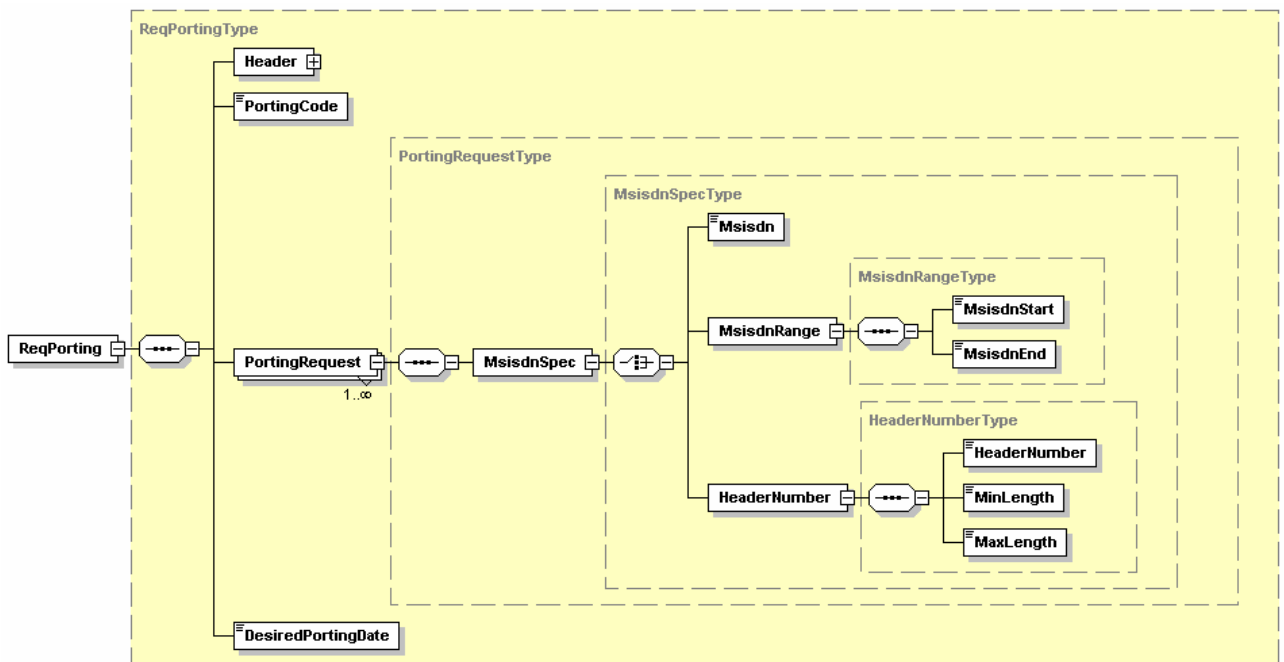 ReqPortingType
Header
PortingCode
PortingRequestType
MsisdnSpecType
Msisdn
MsisdnRangeType
MsisdnStart
MsisdnRange
MsisdnEnd
ReqPorting
PortingRequest
MsisdnSpec
1..∞
HeaderNumberType
HeaderNumber
HeaderNumber
MinLength
MaxLength
DesiredPortingDate